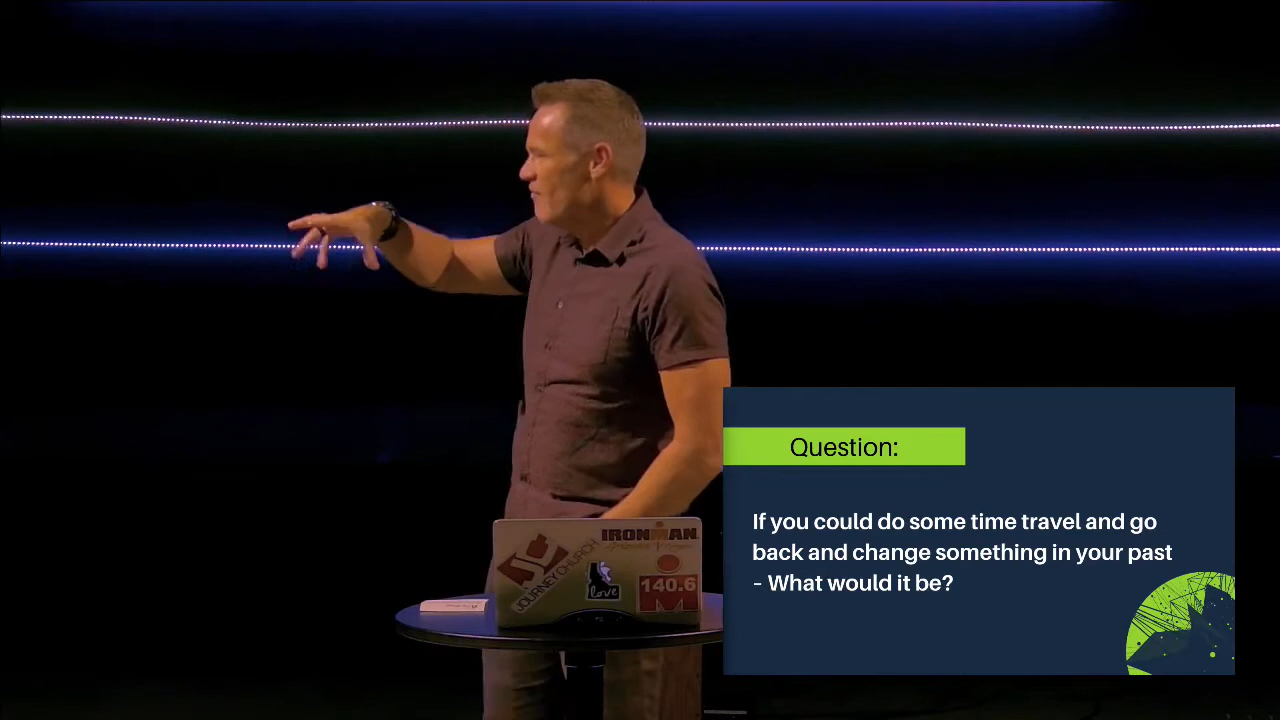 Question:
If you could do some time travel and go
back and change something in your past
- What would it be?
IRONMAN
JOURNEY CHURCH
love
140.6